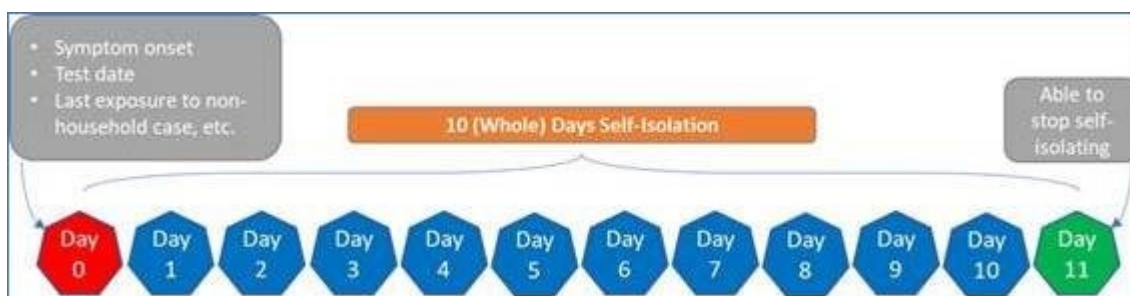 • Symptom onset
• Test date
• Last exposure to non-
household case, etc.
10 (Whole) Days Self-Isolation
Able to
stop self-
isolating
Day
0
Day
1
Day
2
Day
3
Day
4
Day
5
Day
6
Day
7
Day
8
Day
9
Day
10
Day
11